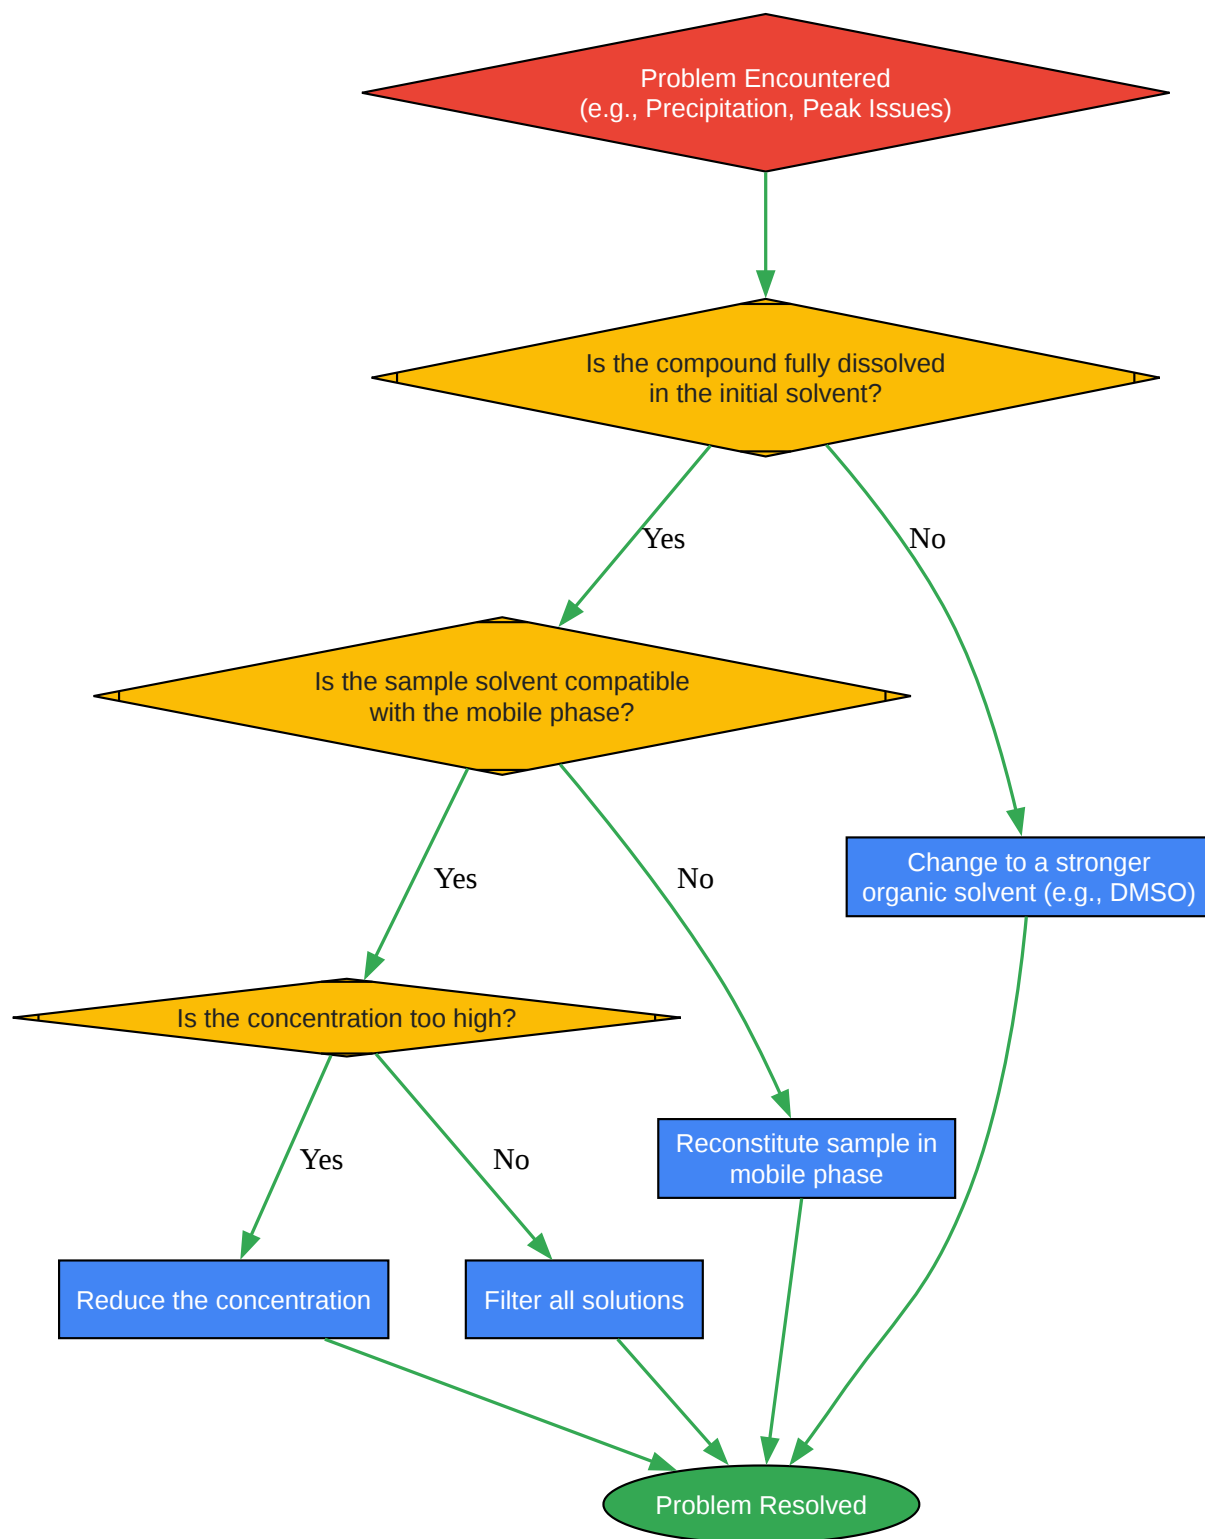 Problem Encountered
(e.g., Precipitation, Peak Issues)
Is the compound fully dissolved
in the initial solvent?
Yes
No
Is the sample solvent compatible
with the mobile phase?
Yes
No
Change to a stronger
organic solvent (e.g., DMSO)
Is the concentration too high?
Yes
No
Reconstitute sample in
mobile phase
Reduce the concentration
Filter all solutions
Problem Resolved